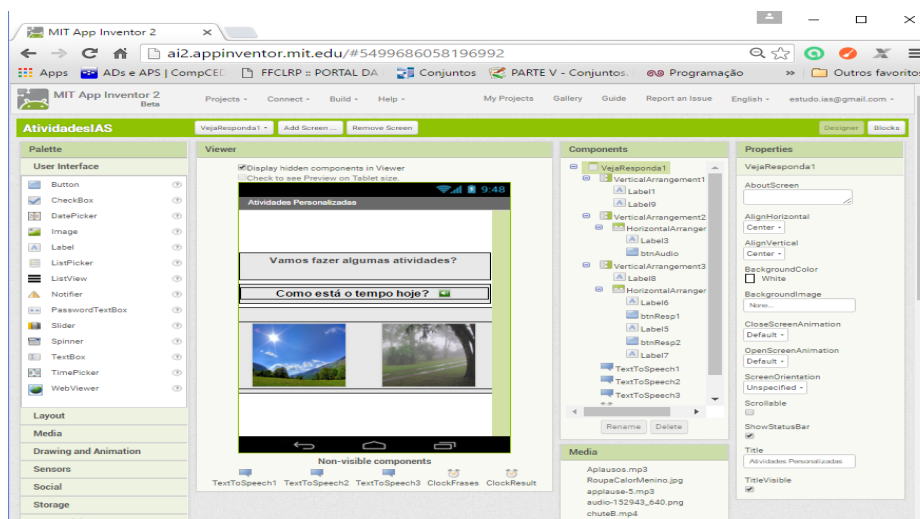 MIT App Inventor 2
ai2.appinventor.mit.edu/#5499686058196992
Apps ADs e APS | CompCED FFCLRP :: PORTAL DA Conjuntos PARTE V - Conjuntos. Programação » Outros favoritos
MIT App Inventor 2
Beta
Projects Connect Build Help My Projects Gallery Guide Report an Issue English estudo.ias@gmail.com
AtividadesIAS VejaResponda1 Add Screen ... Remove Screen Designer Blocks
Palette
User Interface
Button
CheckBox
DatePicker
Image
Label
ListPicker
ListView
Notifier
PasswordTextBox
Slider
Spinner
TextBox
TimePicker
WebViewer
Layout
Media
Drawing and Animation
Sensors
Social
Storage
Viewer
Display hidden components in Viewer
Check to see Preview on Tablet size.
9:48
Atividades Personalizadas
Vamos fazer algumas atividades?
Como está o tempo hoje?
Non-visible components
TextToSpeech1 TextToSpeech2 TextToSpeech3 ClockFrases ClockResult
Components
VejaResponda1
VerticalArrangement1
Label1
Label9
VerticalArrangement2
HorizontalArranger
Label3
btnAudio
VerticalArrangement3
Label8
HorizontalArranger
Label6
btnResp1
Label5
btnResp2
Label7
TextToSpeech1
TextToSpeech2
TextToSpeech3
Rename Delete
Media
Aplausos.mp3
RoupaCalorMenino.jpg
applause-5.mp3
audio-152943_640.png
chuteB.mp4
Properties
VejaResponda1
AboutScreen
AlignHorizontal
Center
AlignVertical
Center
BackgroundColor
White
BackgroundImage
None...
CloseScreenAnimation
Default
OpenScreenAnimation
Default
ScreenOrientation
Unspecified
Scrollable
ShowStatusBar
Title
Atividades Personalizadas
TitleVisible